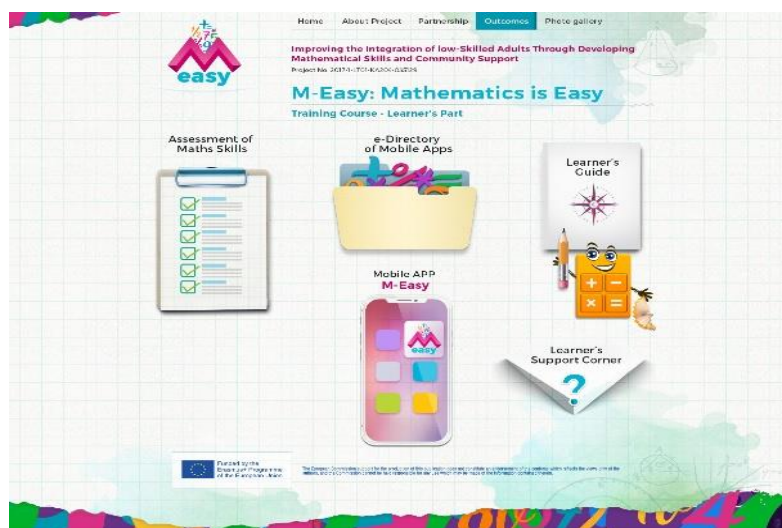 Home About Project Partnership Outcomes Photo gallery
Improving the Integration of low-Skilled Adults Through Developing
Mathematical Skills and Community Support
easy
M-Easy: Mathematics is Easy
Training Course - Learner's Part
Assessment of
Maths Skills
e-Directory
of Mobile Apps
Learner's
Guide
Mobile APP
M-Easy
easy
Learner's
Support Corner
?
Funded by the
Erasmus+ Programme
of the European Union